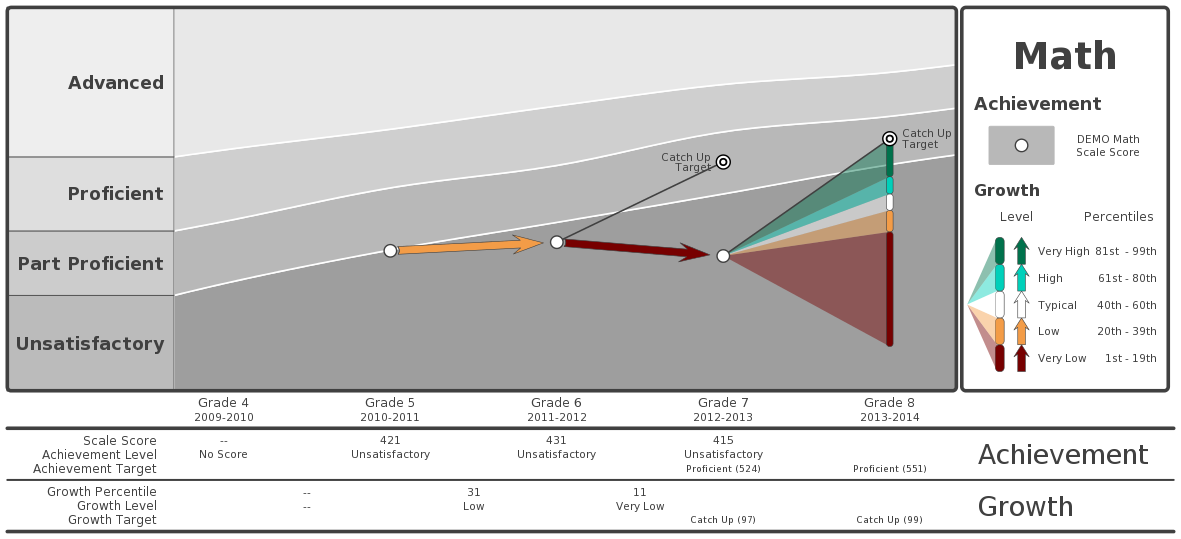 Advanced
Proficient
Part Proficient
Unsatisfactory
Catch Up
Target
Catch Up
Target
Math
Achievement
DEMO Math
Scale Score
Growth
Level Percentiles
Very High 81st - 99th
High 61st - 80th
Typical 40th - 60th
Low 20th - 39th
Very Low 1st - 19th
Grade 4 Grade 5 Grade 6 Grade 7 Grade 8
2009-2010 2010-2011 2011-2012 2012-2013 2013-2014
Scale Score -- 421 431 415
Achievement Level No Score Unsatisfactory Unsatisfactory Unsatisfactory
Achievement Target Proficient (524) Proficient (551)
Achievement
Growth Percentile -- 31 11
Growth Level -- Low Very Low
Growth Target Catch Up (97) Catch Up (99)
Growth